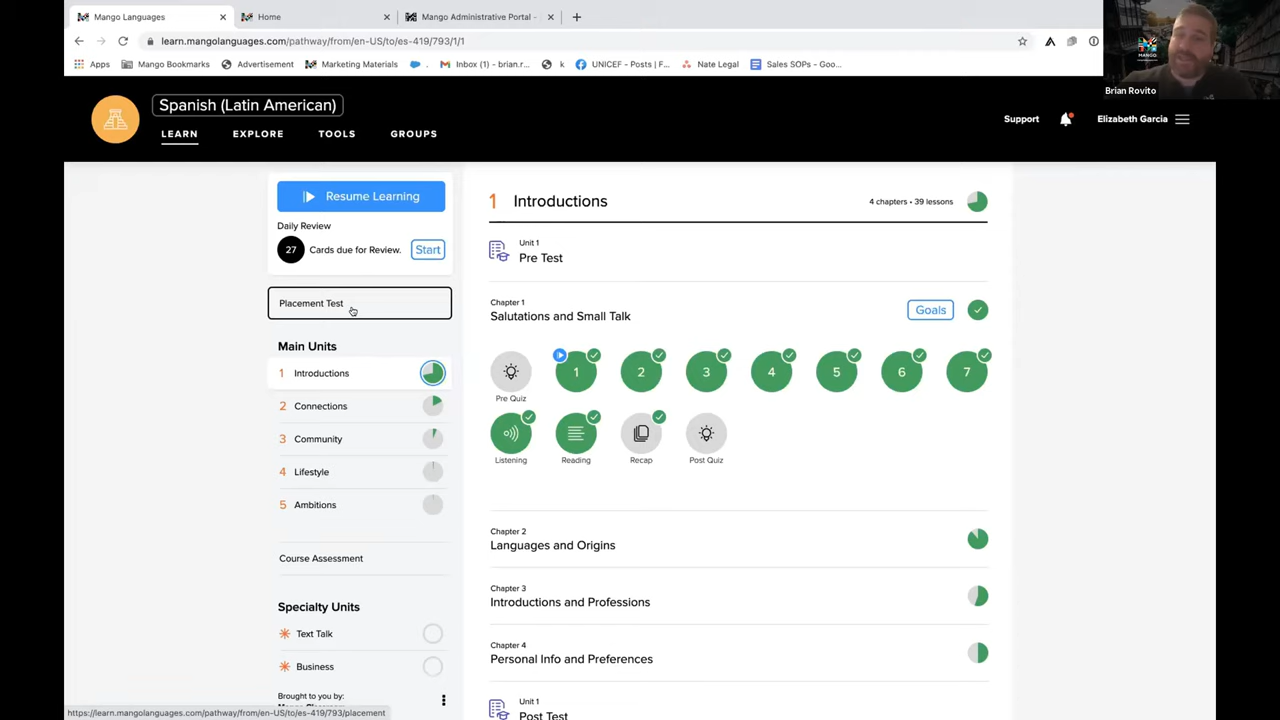 Mango Languages
Home
Mango Administrative Portal -
learn.mangolanguages.com/pathway/from/en-US/to/es-419/793/1/1
Apps
Mango Bookmarks
Advertisement
Marketing Materials
Inbox (1) - brian.r...
k
UNICEF - Posts | F...
Nate Legal
Sales SOPs - Goo...
MANGO
Brian Rovito
Spanish (Latin American)
LEARN
EXPLORE
TOOLS
GROUPS
Support
Elizabeth Garcia
Resume Learning
Daily Review
27
Cards due for Review.
Start
Placement Test
Main Units
1 Introductions
2 Connections
3 Community
4 Lifestyle
5 Ambitions
Course Assessment
Specialty Units
Text Talk
Business
Brought to you by:
1 Introductions
4 chapters • 39 lessons
Unit 1
Pre Test
Chapter 1
Salutations and Small Talk
Goals
1 2 3 4 5 6 7
Pre Quiz
Listening
Reading
Recap
Post Quiz
Chapter 2
Languages and Origins
Chapter 3
Introductions and Professions
Chapter 4
Personal Info and Preferences
Unit 1
Post Test
https://learn.mangolanguages.com/pathway/from/en-US/to/es-419/793/placement